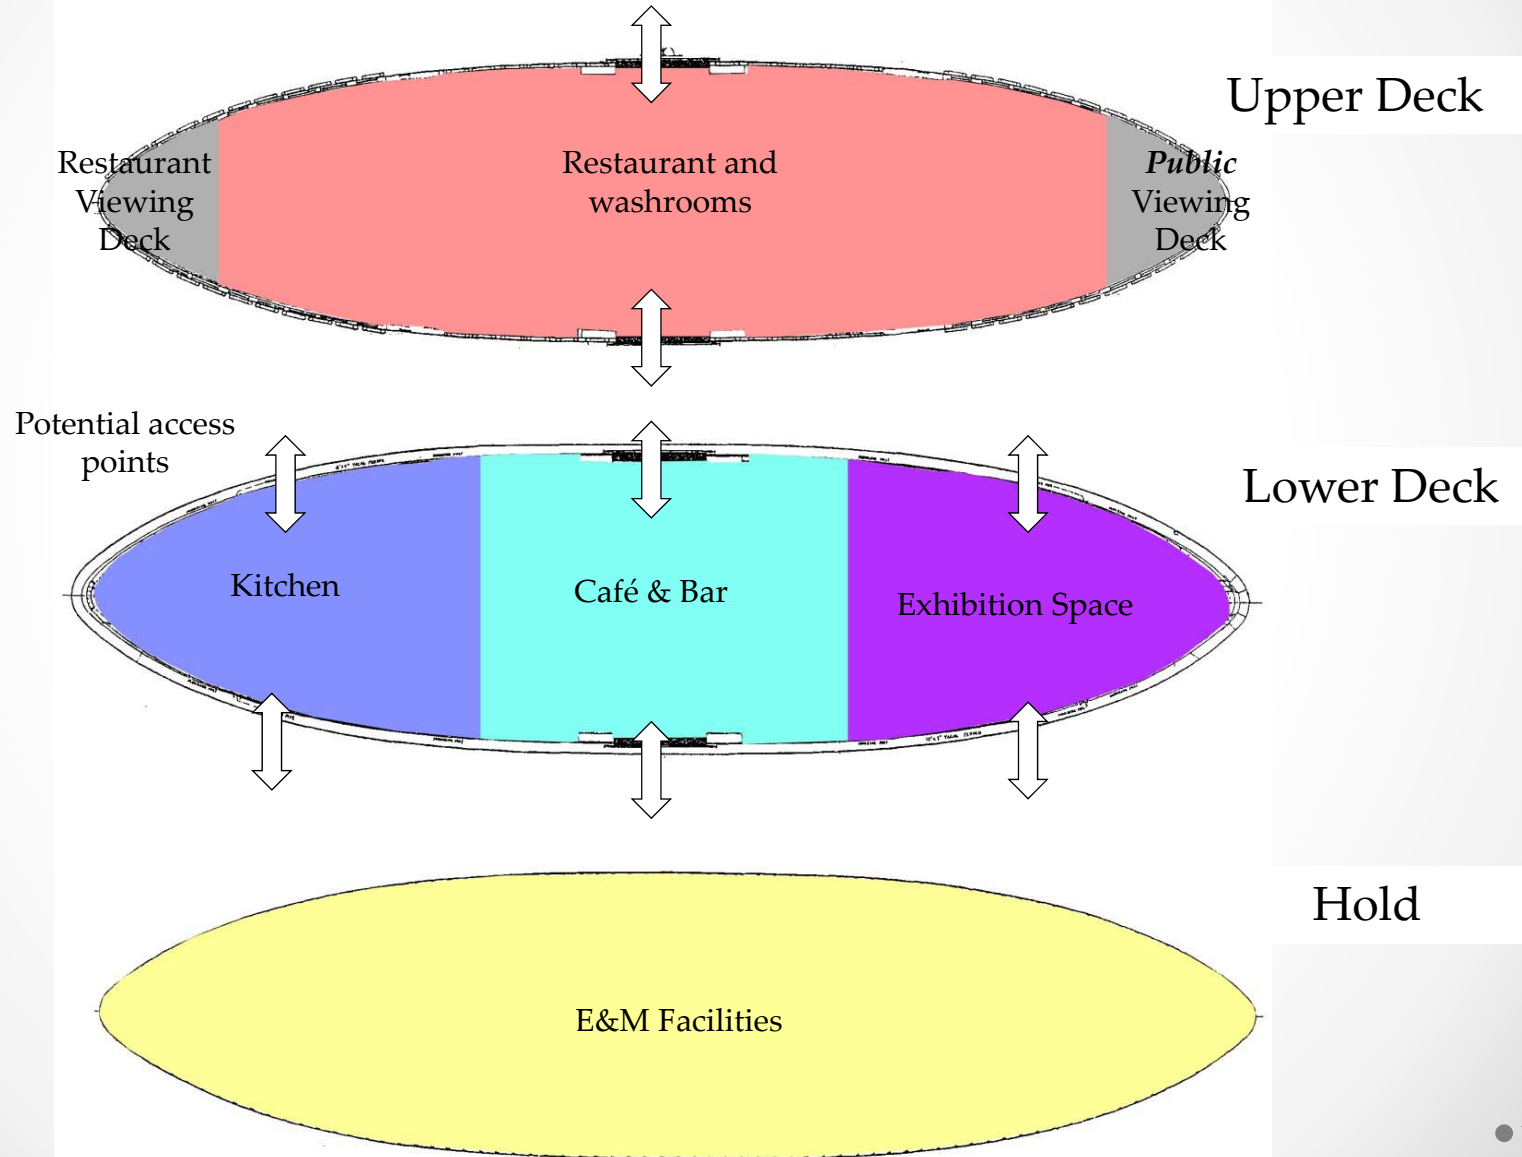 Upper Deck
Restaurant
Viewing
Deck
Restaurant and
washrooms
Public
Viewing
Deck
Potential access
points
Lower Deck
Kitchen
Café & Bar
Exhibition Space
Hold
E&M Facilities